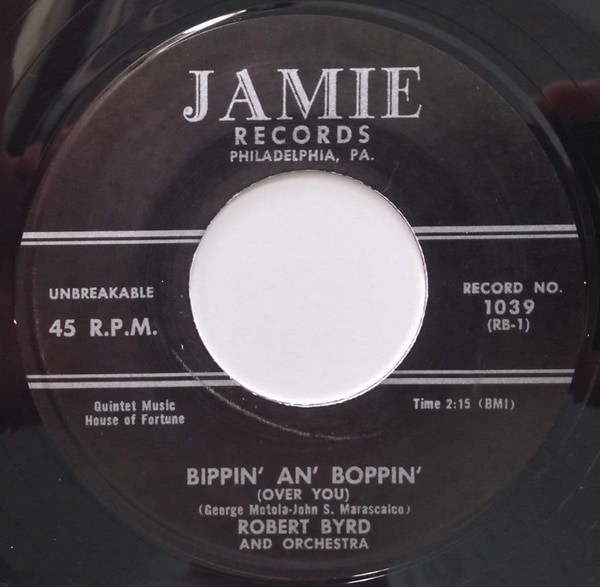 JAMIE
RECORDS
PHILADELPHIA, PA.
UNBREAKABLE
45 R.P.M.
RECORD NO.
1039
(RB-1)
Quintet Music
House of Fortune
Time 2:15 (BMI)
BIPPIN' AN' BOPPIN'
(OVER YOU)
(George Motola-John S. Marascalco)
ROBERT BYRD
AND ORCHESTRA